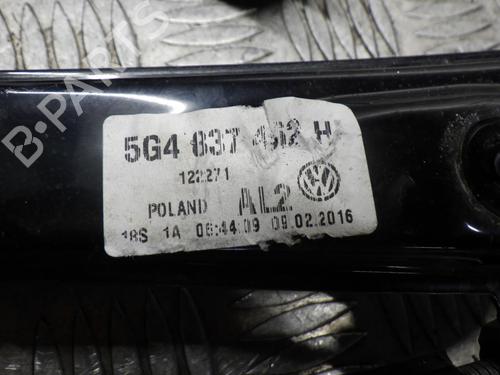 5G4 837 462 H
122271
POLAND AL2
18S 1A 06:44:09 09.02.2016
B-PARTS